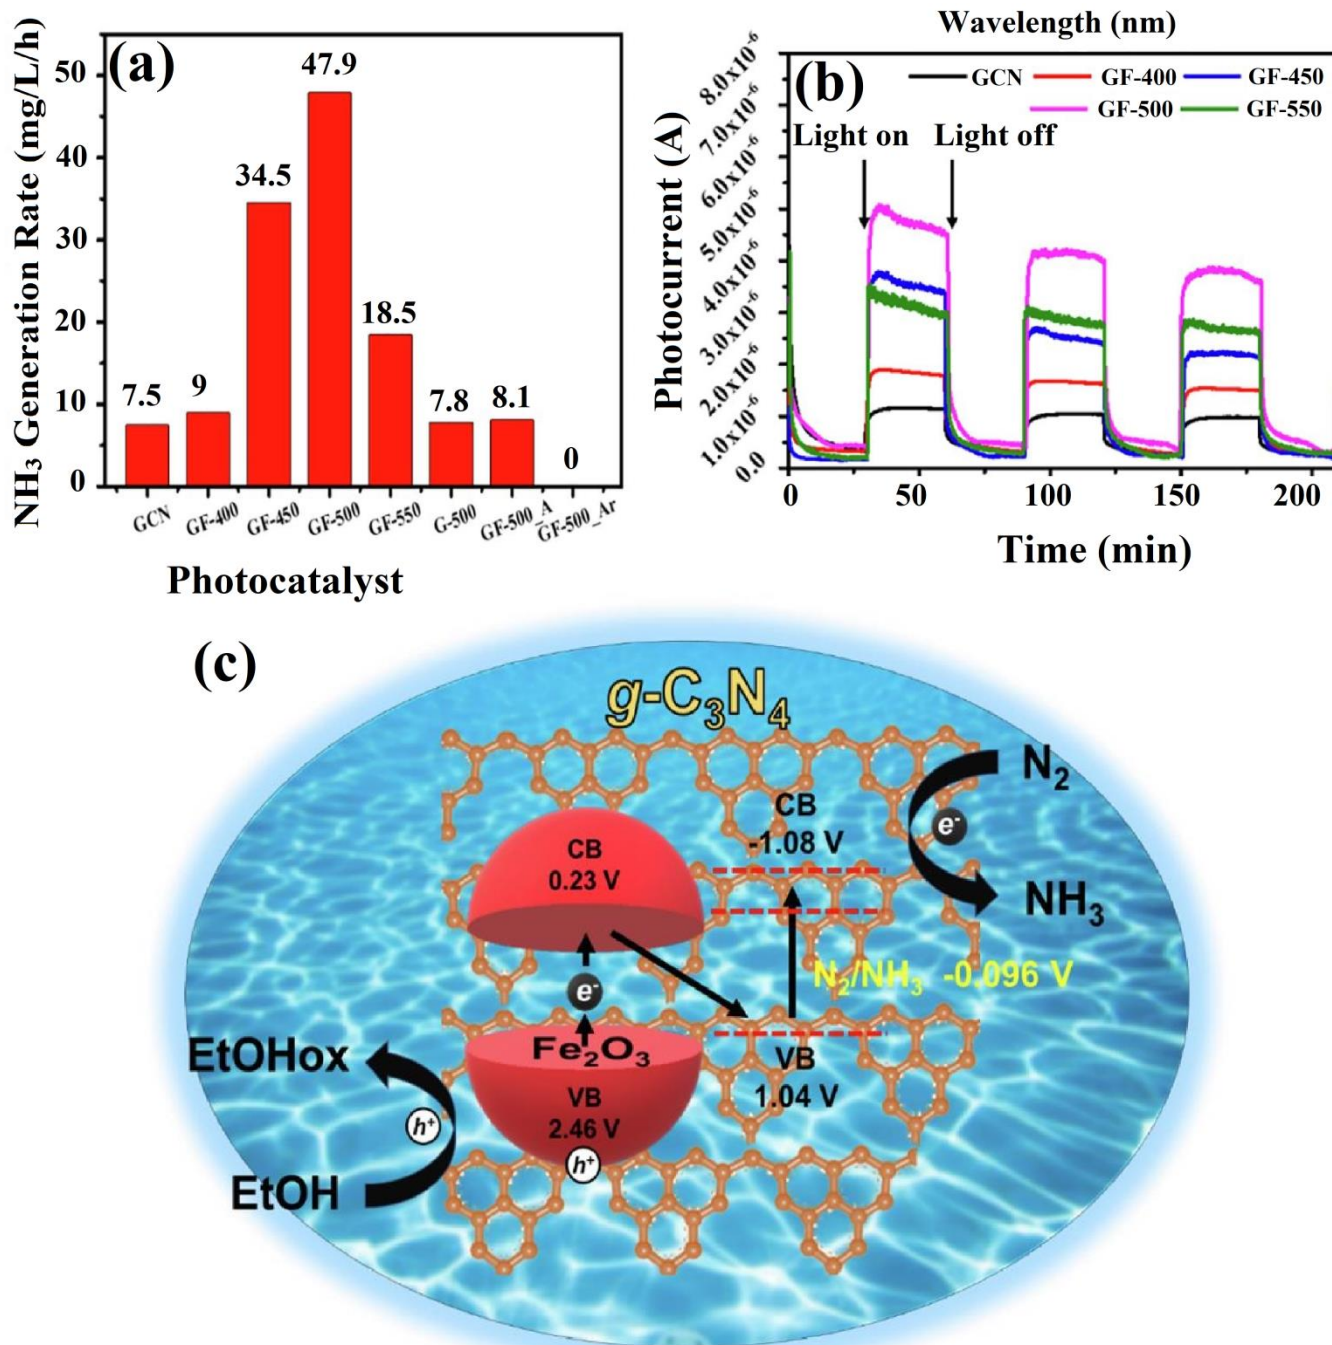 (a)
NH₃ Generation Rate (mg/L/h)
50
40
30
20
10
0
7.5
9
34.5
47.9
18.5
7.8
8.1
0
GCN
GF-400
GF-450
GF-500
GF-550
G-500
GF-500_A
GF-500_Ar
Photocatalyst
Wavelength (nm)
(b)
GCN GF-400 GF-450
GF-500 GF-550
Light on Light off
Photocurrent (A)
8.0x10⁻⁶
7.0x10⁻⁶
6.0x10⁻⁶
5.0x10⁻⁶
4.0x10⁻⁶
3.0x10⁻⁶
2.0x10⁻⁶
1.0x10⁻⁶
0.0
0 50 100 150 200
Time (min)
(c)
g-C₃N₄
N₂
e⁻
NH₃
CB
-1.08 V
CB
0.23 V
N₂/NH₃ -0.096 V
e⁻
Fe₂O₃
VB
2.46 V
h⁺
VB
1.04 V
EtOHox
h⁺
EtOH